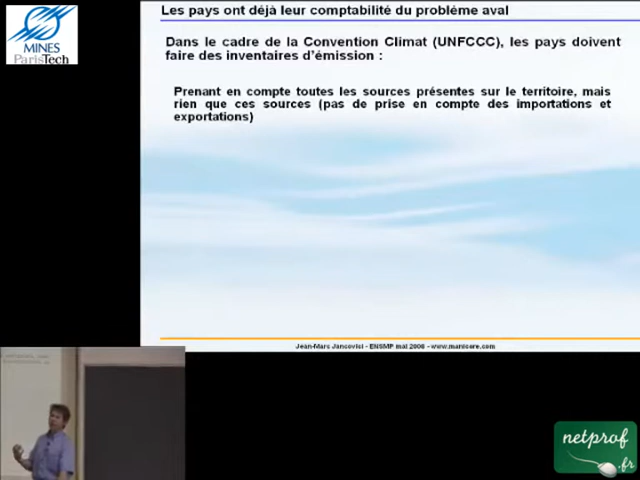 MINES
ParisTech
Les pays ont déjà leur comptabilité du problème aval
Dans le cadre de la Convention Climat (UNFCCC), les pays doivent
faire des inventaires d'émission :
Prenant en compte toutes les sources présentes sur le territoire, mais
rien que ces sources (pas de prise en compte des importations et
exportations)
Jean-Marc Jancovici - ENSMP mai 2008 - www.manicore.com
netprof
.fr